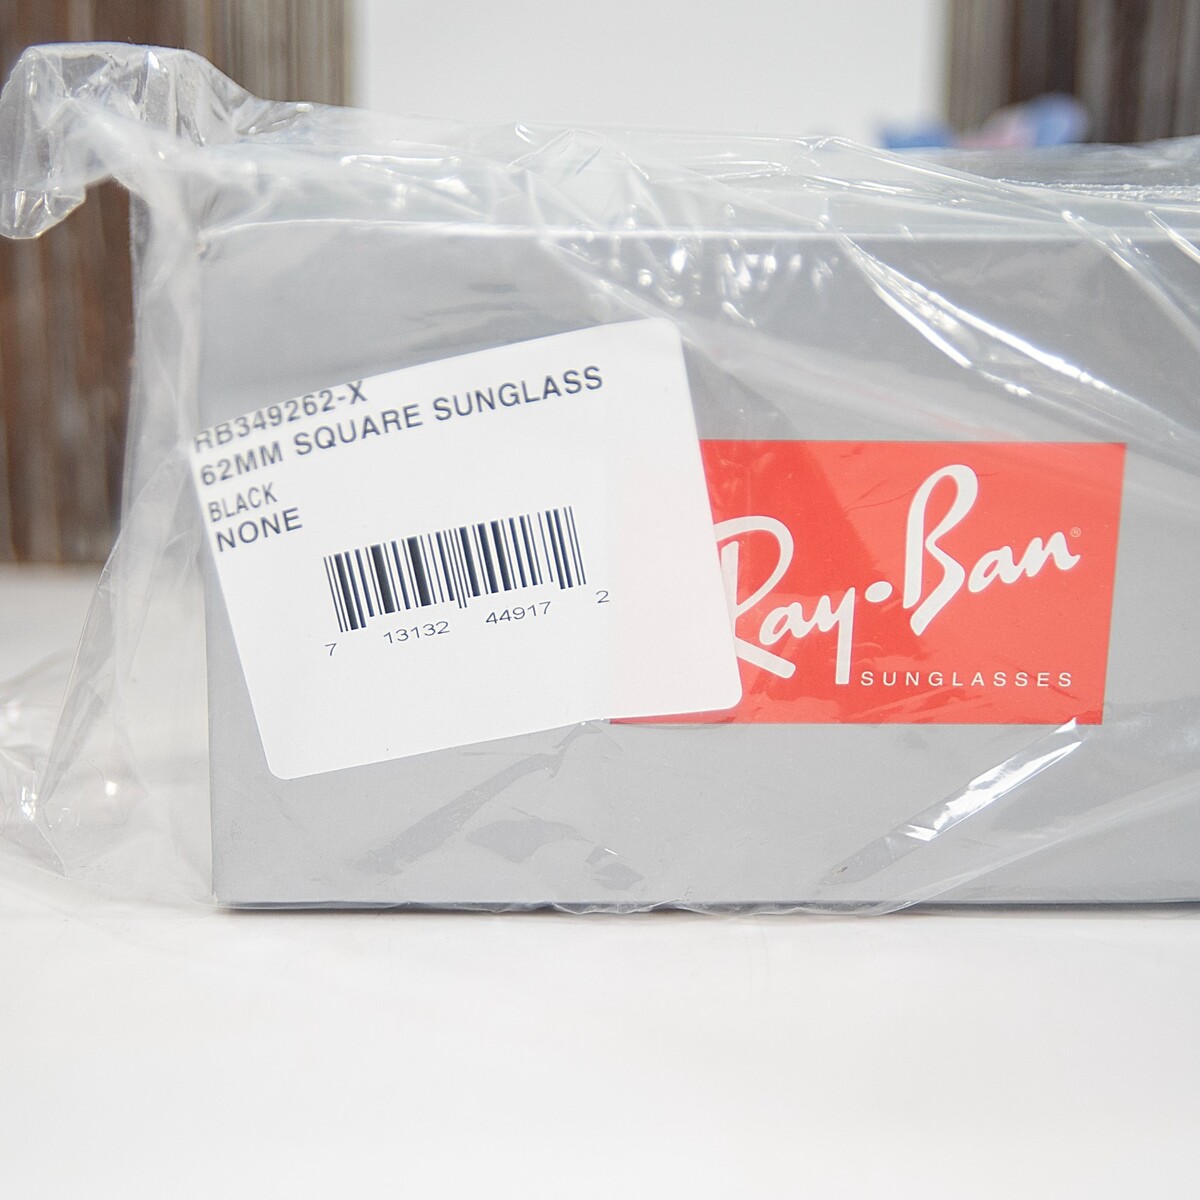 RB349262-X
62MM SQUARE SUNGLASS
BLACK
NONE
7 13132 44917 2
Ray-Ban®
SUNGLASSES